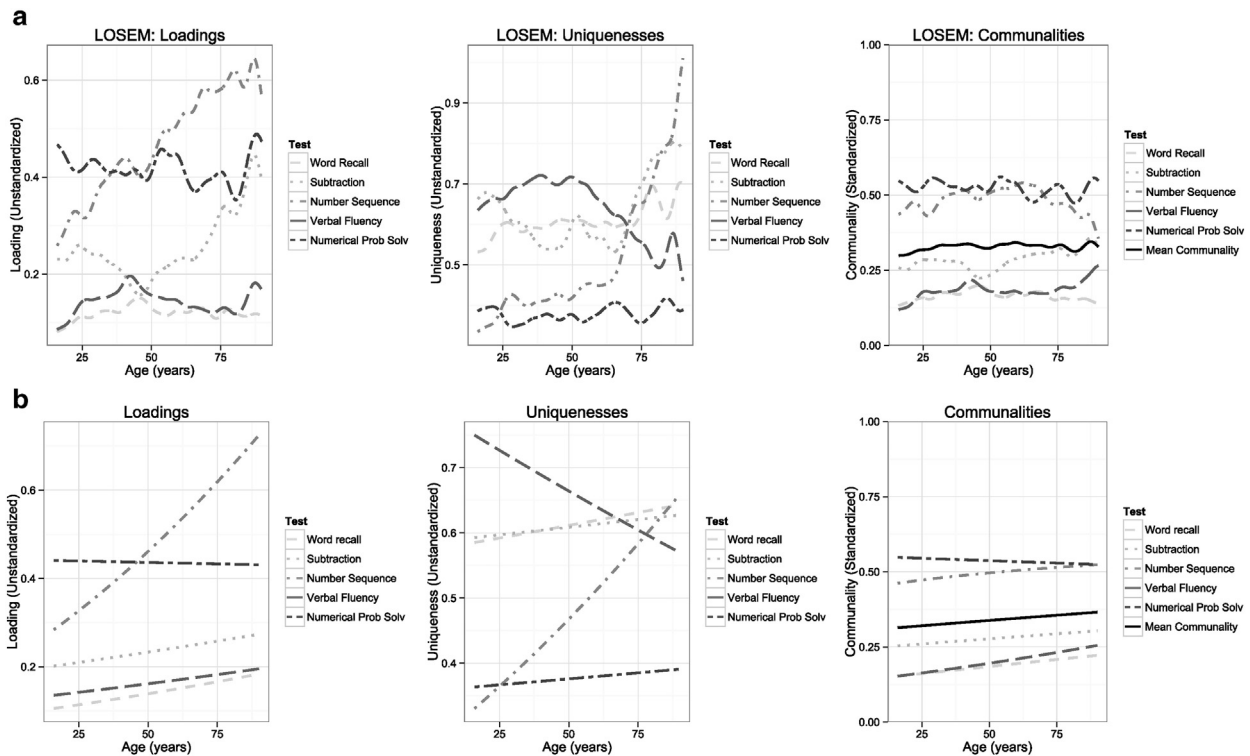 a
LOSEM: Loadings
Loading (Unstandardized)
0.6
0.4
0.2
25
50
75
Age (years)
Test
Word Recall
Subtraction
Number Sequence
Verbal Fluency
Numerical Prob Solv
LOSEM: Uniquenesses
Uniqueness (Unstandardized)
0.9
0.7
0.5
25
50
75
Age (years)
Test
Word Recall
Subtraction
Number Sequence
Verbal Fluency
Numerical Prob Solv
LOSEM: Communalities
Communality (Standardized)
1.00
0.75
0.50
0.25
0.00
25
50
75
Age (years)
Test
Word Recall
Subtraction
Number Sequence
Verbal Fluency
Numerical Prob Solv
Mean Communality
b
Loadings
Loading (Unstandardized)
0.6
0.4
0.2
25
50
75
Age (years)
Test
Word recall
Subtraction
Number Sequence
Verbal Fluency
Numerical Prob Solv
Uniquenesses
Uniqueness (Unstandardized)
0.7
0.6
0.5
0.4
25
50
75
Age (years)
Test
Word recall
Subtraction
Number Sequence
Verbal Fluency
Numerical Prob Solv
Communalities
Communality (Standardized)
1.00
0.75
0.50
0.25
0.00
25
50
75
Age (years)
Test
Word recall
Subtraction
Number Sequence
Verbal Fluency
Numerical Prob Solv
Mean Communality